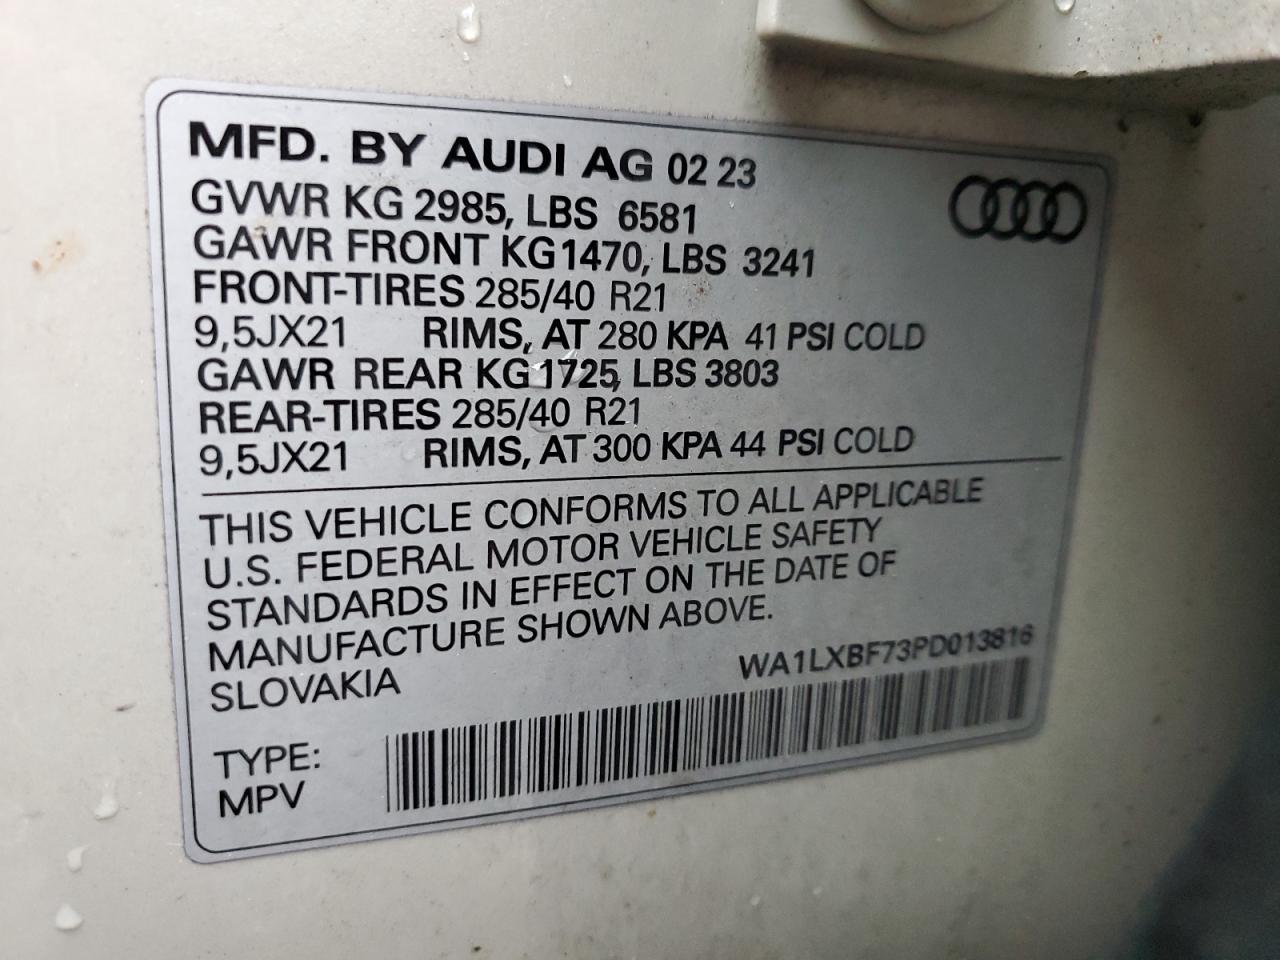 MFD. BY AUDI AG 02 23
GVWR KG 2985, LBS 6581
GAWR FRONT KG 1470, LBS 3241
FRONT-TIRES 285/40 R21
9,5JX21 RIMS, AT 280 KPA 41 PSI COLD
GAWR REAR KG 1725, LBS 3803
REAR-TIRES 285/40 R21
9,5JX21 RIMS, AT 300 KPA 44 PSI COLD
THIS VEHICLE CONFORMS TO ALL APPLICABLE
U.S. FEDERAL MOTOR VEHICLE SAFETY
STANDARDS IN EFFECT ON THE DATE OF
MANUFACTURE SHOWN ABOVE.
SLOVAKIA
WA1LXBF73PD013816
TYPE:
MPV